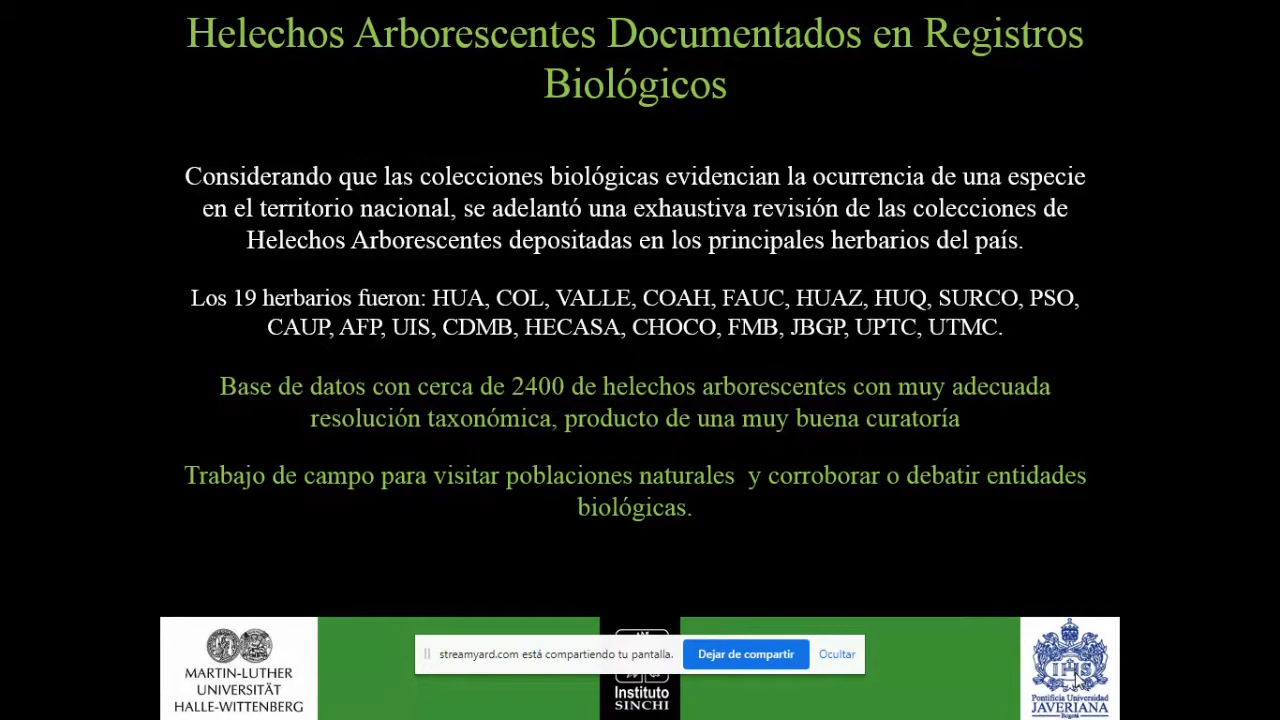 Helechos Arborescentes Documentados en Registros
Biológicos
Considerando que las colecciones biológicas evidencian la ocurrencia de una especie
en el territorio nacional, se adelantó una exhaustiva revisión de las colecciones de
Helechos Arborescentes depositadas en los principales herbarios del país.
Los 19 herbarios fueron: HUA, COL, VALLE, COAH, FAUC, HUAZ, HUQ, SURCO, PSO,
CAUP, AFP, UIS, CDMB, HECASA, CHOCO, FMB, JBGP, UPTC, UTMC.
Base de datos con cerca de 2400 de helechos arborescentes con muy adecuada
resolución taxonómica, producto de una muy buena curatoría
Trabajo de campo para visitar poblaciones naturales y corroborar o debatir entidades
biológicas.
MARTIN-LUTHER
UNIVERSITÄT
HALLE-WITTENBERG
streamyard.com está compartiendo tu pantalla.
Dejar de compartir
Ocultar
Instituto
SINCHI
IHS
Pontificia Universidad
JAVERIANA
Bogotá